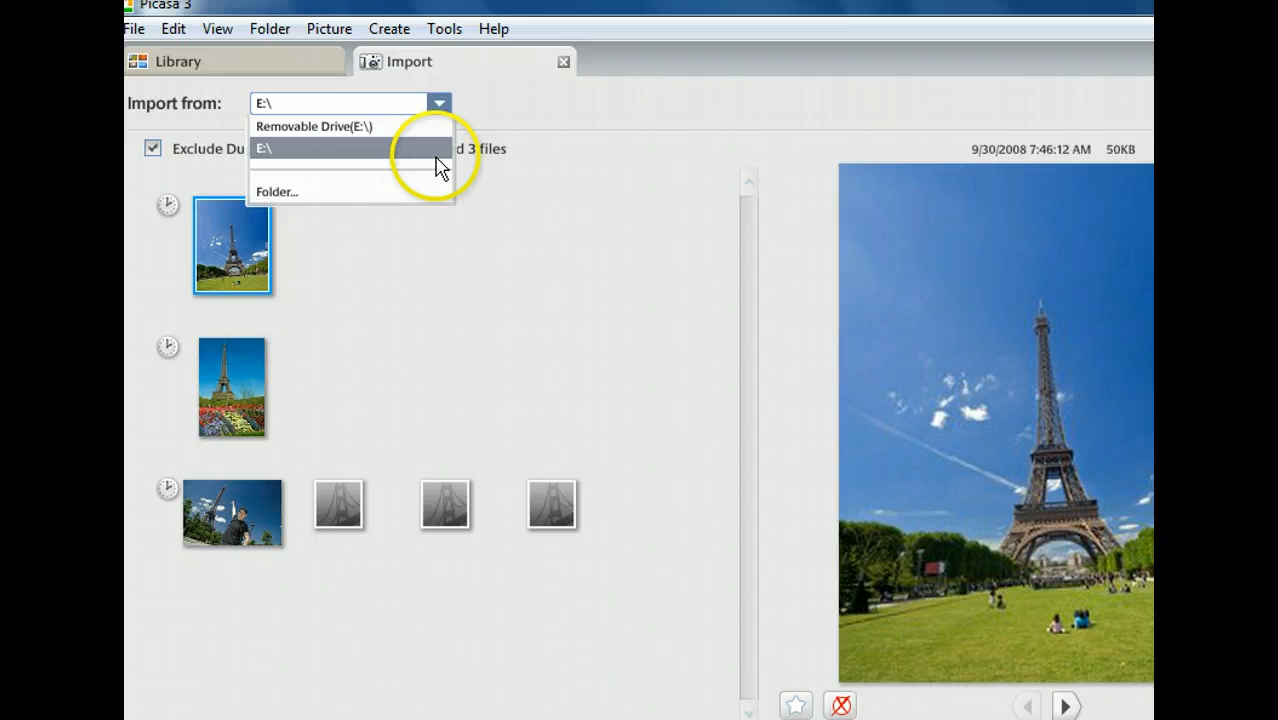 Picasa 3
File Edit View Folder Picture Create Tools Help
Library Import
Import from: E:\
Removable Drive(E:\)
Exclude Du E:\ d 3 files 9/30/2008 7:46:12 AM 50KB
Folder...